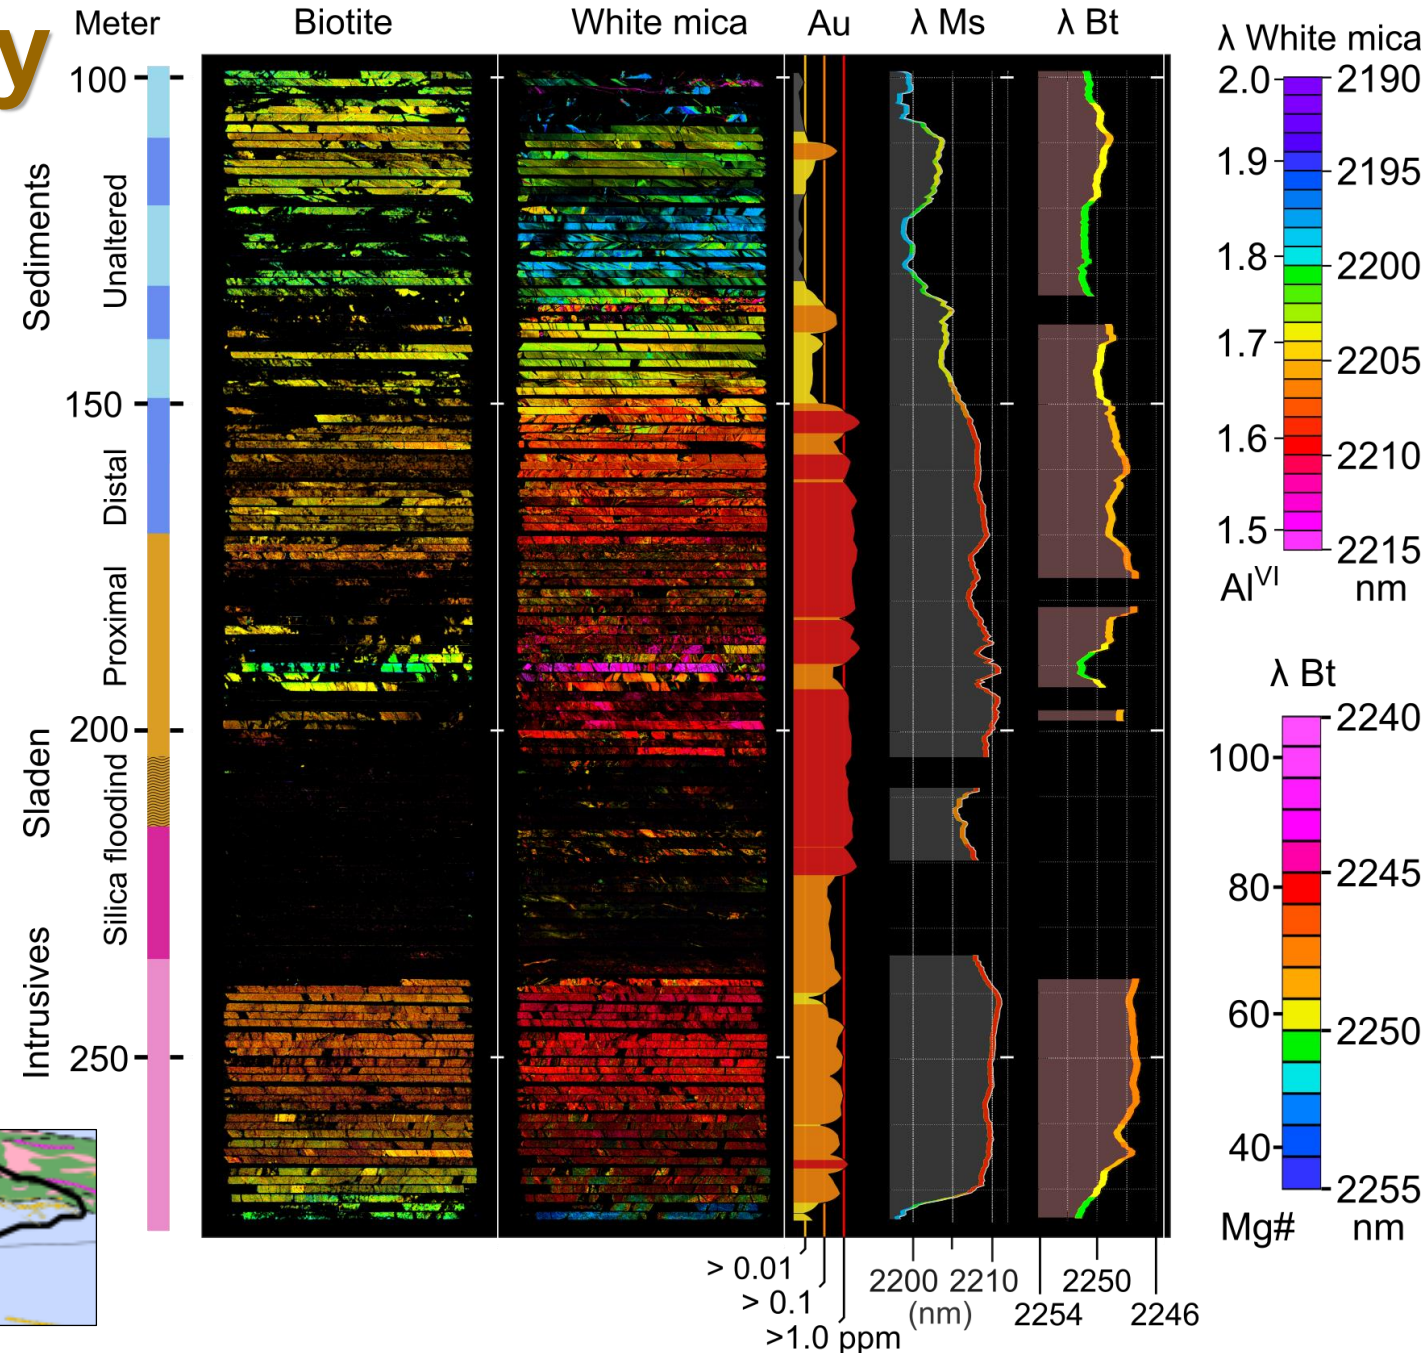 y
Meter
Biotite
White mica
Au
λ Ms
λ Bt
100
150
200
250
Sediments
Sladen
Intrusives
Unaltered
Distal
Proximal
Silica floodind
> 0.01
> 0.1
>1.0 ppm
2200 2210
(nm)
2250
2254 2246
λ White mica
2.0 2190
1.9 2195
1.8 2200
1.7 2205
1.6 2210
1.5 2215
AlVI nm
λ Bt
2240
100
80 2245
60 2250
40 2255
Mg# nm